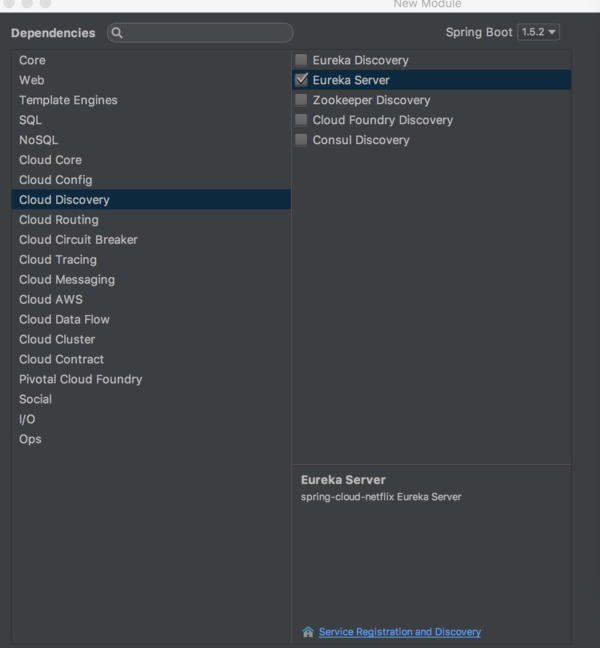 New Module
Dependencies
Spring Boot 1.5.2
Core
Web
Template Engines
SQL
NoSQL
Cloud Core
Cloud Config
Cloud Discovery
Cloud Routing
Cloud Circuit Breaker
Cloud Tracing
Cloud Messaging
Cloud AWS
Cloud Data Flow
Cloud Cluster
Cloud Contract
Pivotal Cloud Foundry
Social
I/O
Ops
Eureka Discovery
Eureka Server
Zookeeper Discovery
Cloud Foundry Discovery
Consul Discovery
Eureka Server
spring-cloud-netflix Eureka Server
Service Registration and Discovery